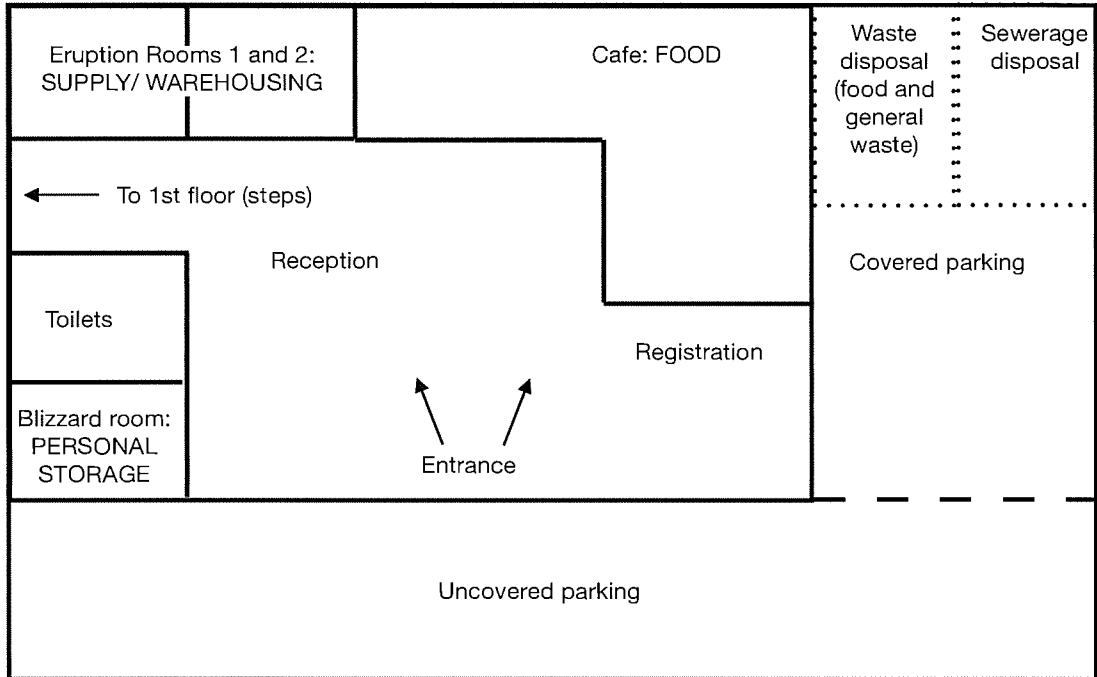 Eruption Rooms 1 and 2:
SUPPLY/ WAREHOUSING
Cafe: FOOD
Waste
disposal
(food and
general
waste)
Sewerage
disposal
To 1st floor (steps)
Reception
Covered parking
Toilets
Registration
Blizzard room:
PERSONAL
STORAGE
Entrance
Uncovered parking